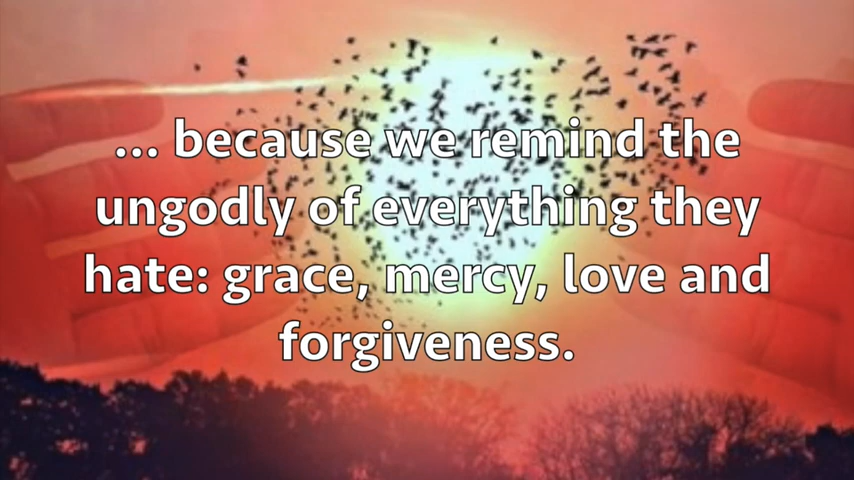 ... because we remind the
ungodly of everything they
hate: grace, mercy, love and
forgiveness.